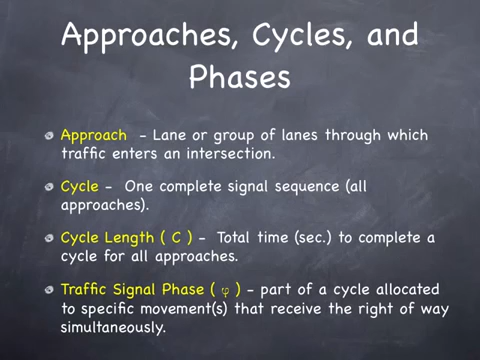 Approaches, Cycles, and
Phases
Approach - Lane or group of lanes through which
traffic enters an intersection.
Cycle - One complete signal sequence (all
approaches).
Cycle Length ( C ) - Total time (sec.) to complete a
cycle for all approaches.
Traffic Signal Phase ( φ ) - part of a cycle allocated
to specific movement(s) that receive the right of way
simultaneously.